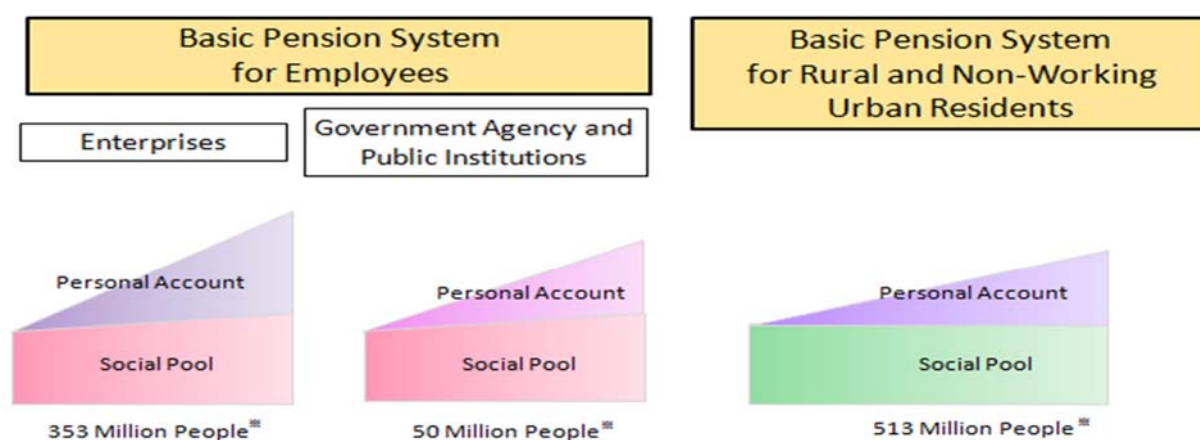 Basic Pension System
for Employees
Basic Pension System
for Rural and Non-Working
Urban Residents
Enterprises
Government Agency and
Public Institutions
Personal Account
Personal Account
Personal Account
Social Pool
Social Pool
Social Pool
353 Million People※
50 Million People※
513 Million People※